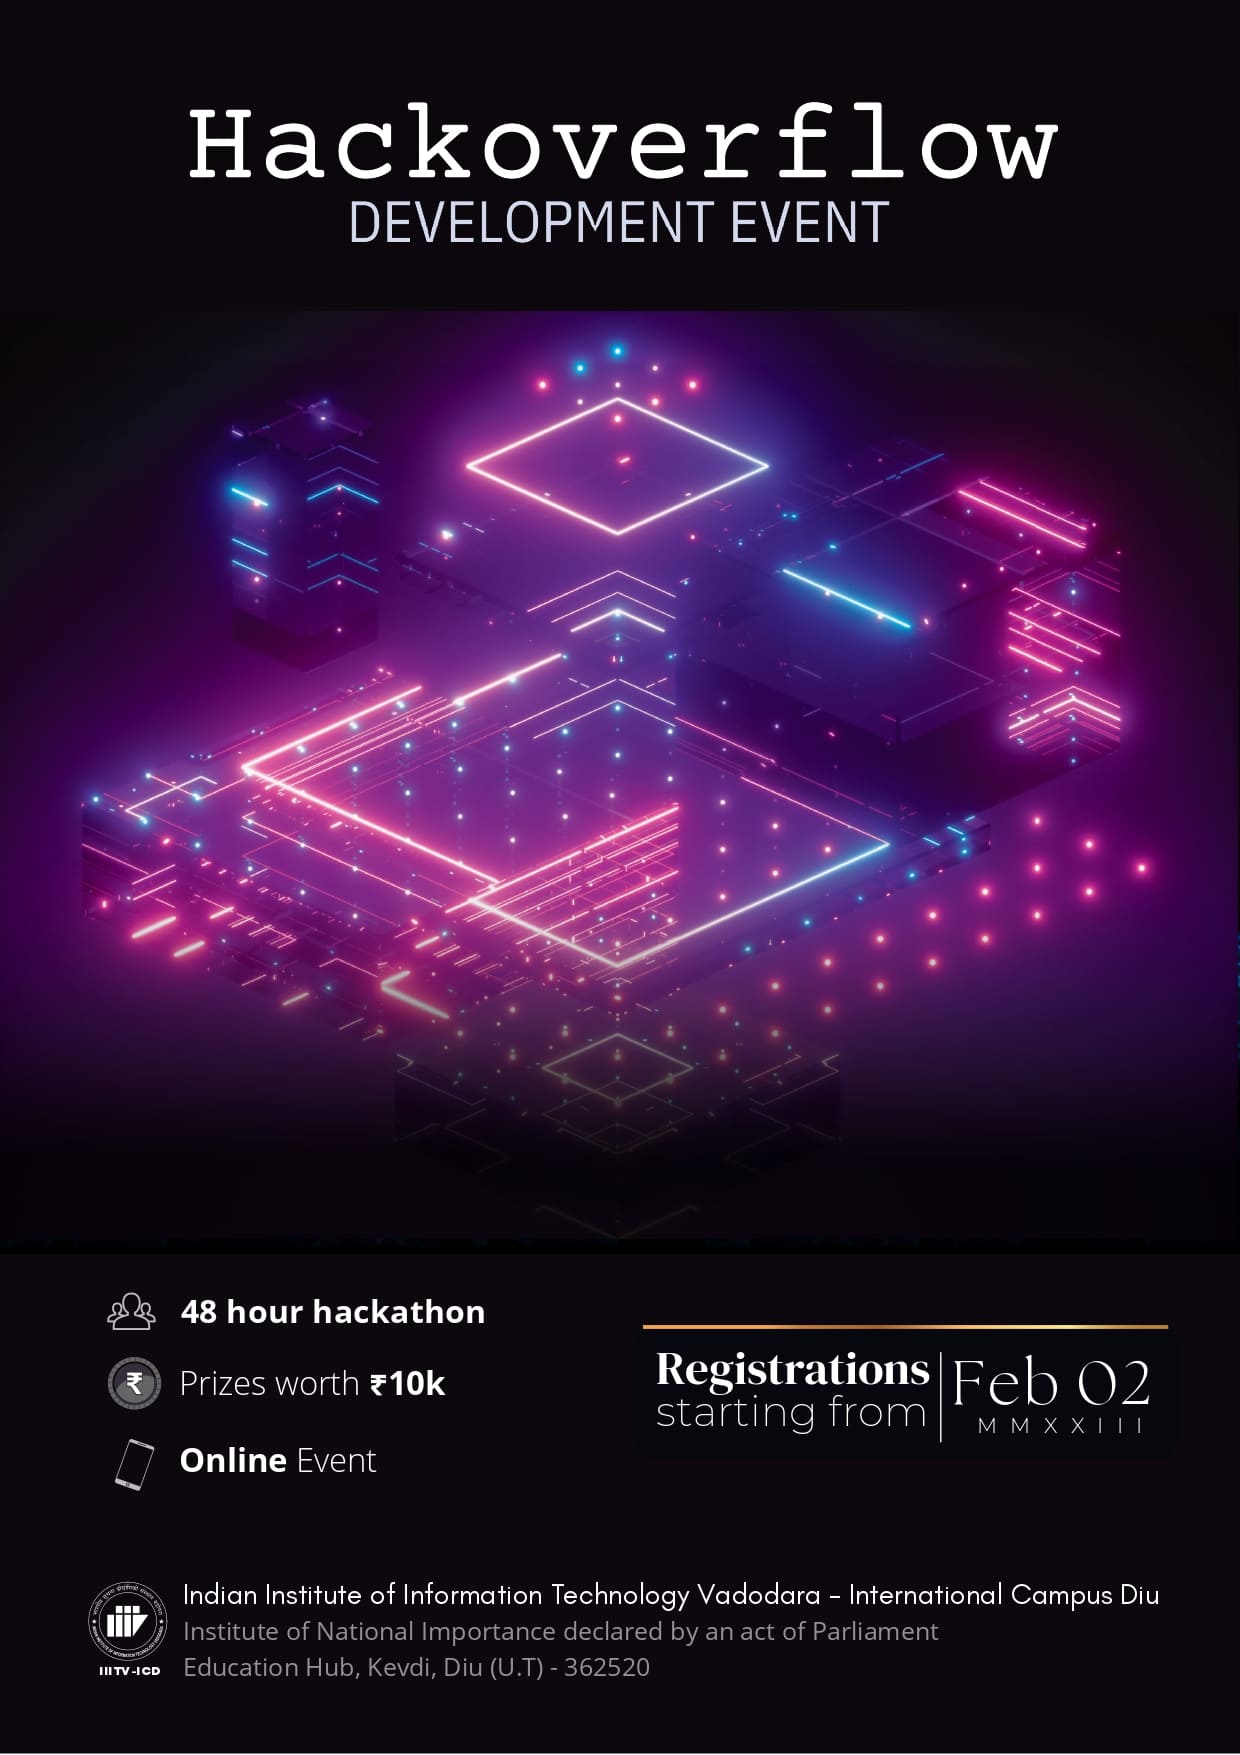 Hackoverflow
DEVELOPMENT EVENT
48 hour hackathon
₹
Prizes worth ₹10k
Online Event
Registrations
starting from
Feb 02
MMXXIII
Indian Institute of Information Technology Vadodara - International Campus Diu
Institute of National Importance declared by an act of Parliament
Education Hub, Kevdi, Diu (U.T) - 362520
IIITV-ICD